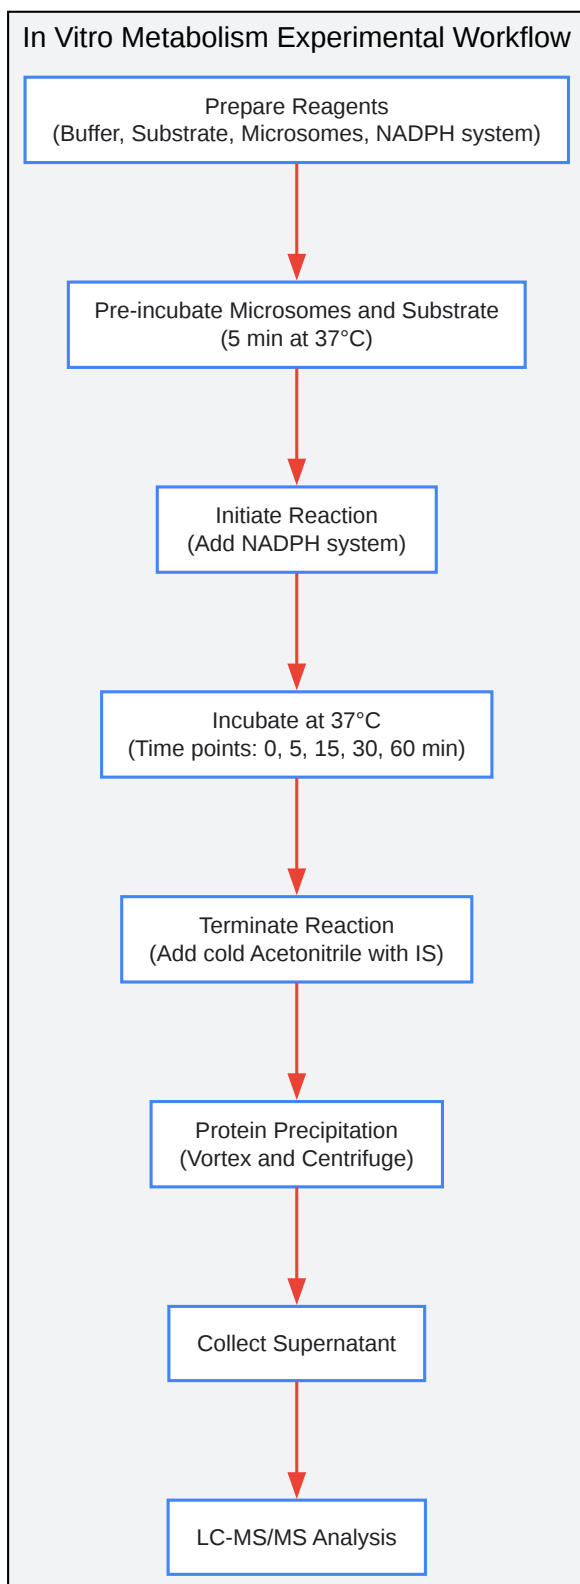 In Vitro Metabolism Experimental Workflow
Prepare Reagents
(Buffer, Substrate, Microsomes, NADPH system)
Pre-incubate Microsomes and Substrate
(5 min at 37°C)
Initiate Reaction
(Add NADPH system)
Incubate at 37°C
(Time points: 0, 5, 15, 30, 60 min)
Terminate Reaction
(Add cold Acetonitrile with IS)
Protein Precipitation
(Vortex and Centrifuge)
Collect Supernatant
LC-MS/MS Analysis